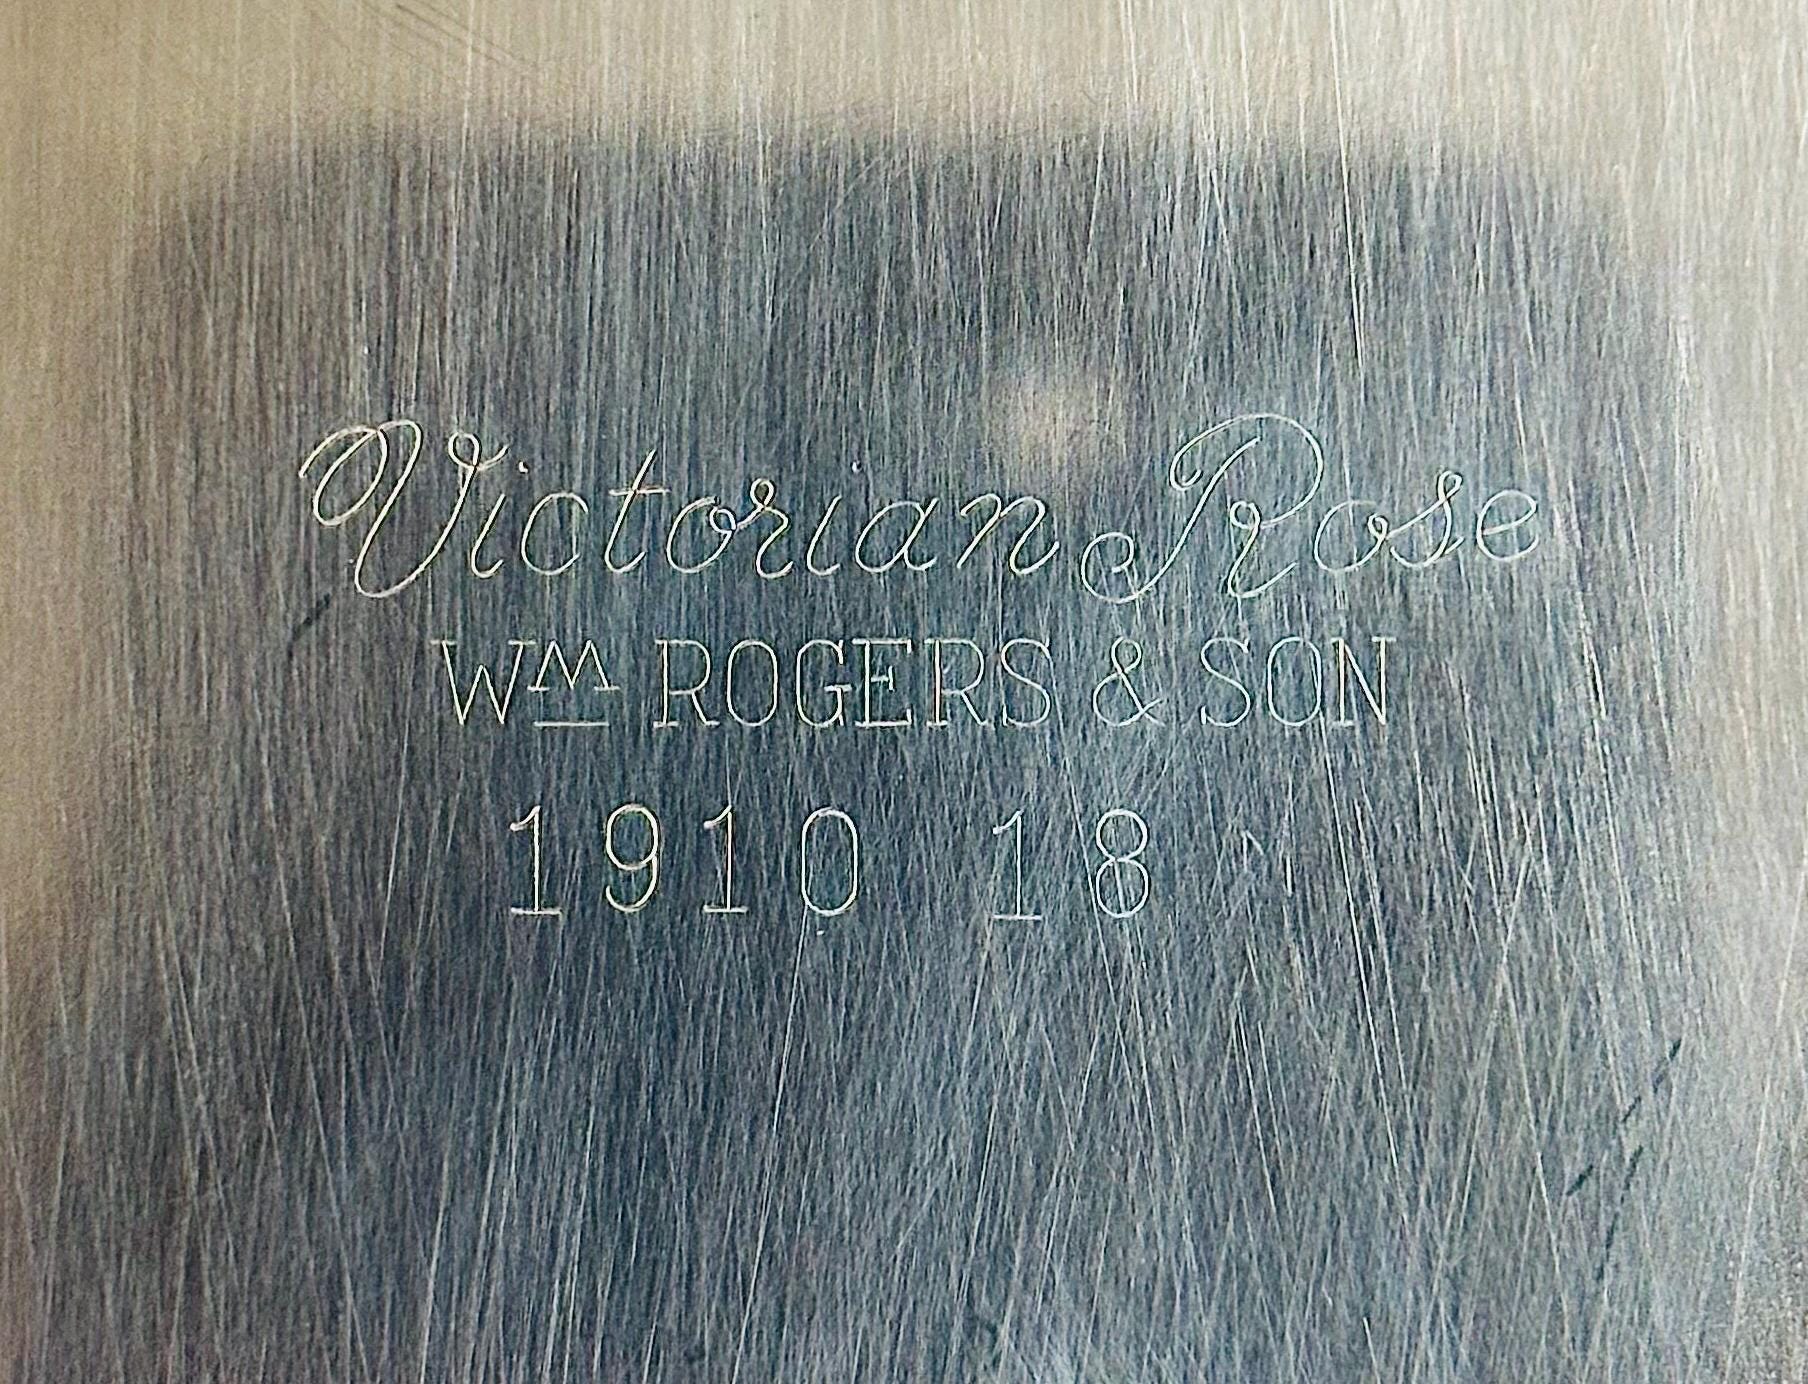 Victorian Rose
WM ROGERS & SON
1910 18